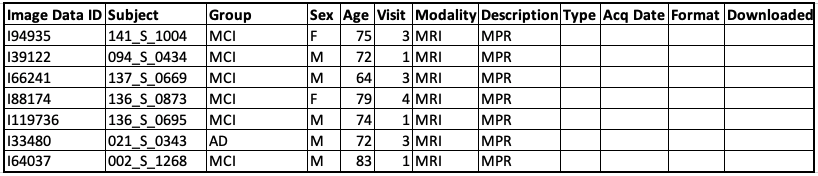 Image Data ID Subject Group Sex Age Visit Modality Description Type Acq Date Format Downloaded
I94935 141_S_1004 MCI F 75 3 MRI MPR
I39122 094_S_0434 MCI M 72 1 MRI MPR
I66241 137_S_0669 MCI M 64 3 MRI MPR
I88174 136_S_0873 MCI F 79 4 MRI MPR
I119736 136_S_0695 MCI M 74 1 MRI MPR
I33480 021_S_0343 AD M 72 3 MRI MPR
I64037 002_S_1268 MCI M 83 1 MRI MPR